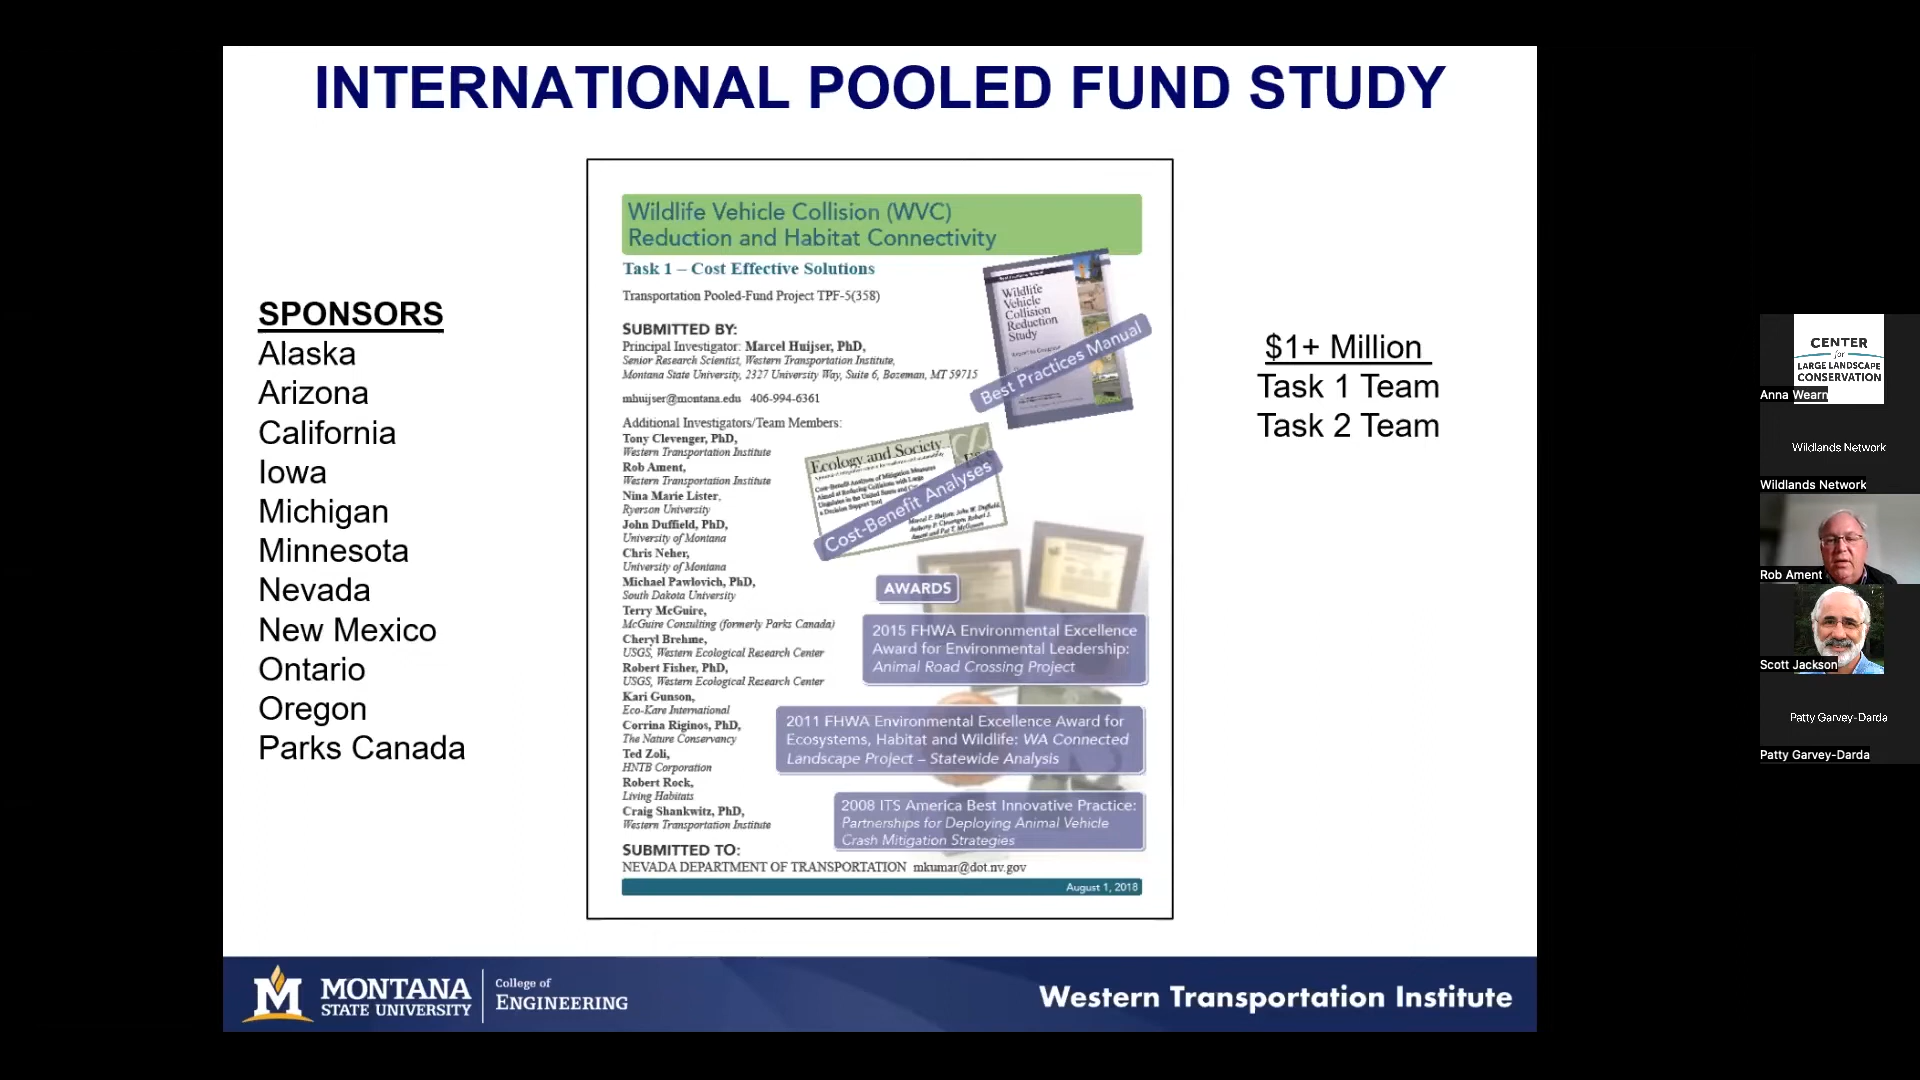 INTERNATIONAL POOLED FUND STUDY
SPONSORS
Alaska
Arizona
California
Iowa
Michigan
Minnesota
Nevada
New Mexico
Ontario
Oregon
Parks Canada
Wildlife Vehicle Collision (WVC)
Reduction and Habitat Connectivity
Task 1 – Cost Effective Solutions
Transportation Pooled-Fund Project TPF-5(358)
SUBMITTED BY:
Principal Investigator: Marcel Huijser, PhD,
Senior Research Scientist, Western Transportation Institute,
Montana State University, 2327 University Way, Suite 6, Bozeman, MT 59715
mhuijser@montana.edu 406-994-6361
Additional Investigators/Team Members:
Tony Clevenger, PhD,
Western Transportation Institute
Rob Ament,
Western Transportation Institute
Nina Marie Lister,
Ryerson University
John Duffield, PhD,
University of Montana
Chris Neher,
University of Montana
Michael Pawlovich, PhD,
South Dakota University
Terry McGuire,
McGuire Consulting (formerly Parks Canada)
Cheryl Brehme,
USGS, Western Ecological Research Center
Robert Fisher, PhD,
USGS, Western Ecological Research Center
Kari Gunson,
Eco-Kare International
Corrina Riginos, PhD,
The Nature Conservancy
Ted Zoli,
HNTB Corporation
Robert Rock,
Living Habitats
Craig Shankwitz, PhD,
Western Transportation Institute
SUBMITTED TO:
NEVADA DEPARTMENT OF TRANSPORTATION mkumar@dot.nv.gov
August 1, 2018
Wildlife
Vehicle
Collision
Reduction
Study
Best Practices Manual
Ecology and Society
Cost-Benefit Analyses
AWARDS
2015 FHWA Environmental Excellence
Award for Environmental Leadership:
Animal Road Crossing Project
2011 FHWA Environmental Excellence Award for
Ecosystems, Habitat and Wildlife: WA Connected
Landscape Project – Statewide Analysis
2008 ITS America Best Innovative Practice:
Partnerships for Deploying Animal Vehicle
Crash Mitigation Strategies
$1+ Million
Task 1 Team
Task 2 Team
M MONTANA
STATE UNIVERSITY
College of
ENGINEERING
Western Transportation Institute
CENTER
for
LARGE LANDSCAPE
CONSERVATION
Anna Wearn
Wildlands Network
Wildlands Network
Rob Ament
Scott Jackson
Patty Garvey-Darda
Patty Garvey-Darda